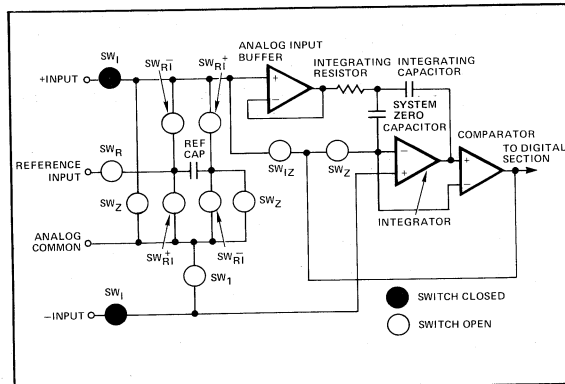 ANALOG INPUT
BUFFER
INTEGRATING
RESISTOR
INTEGRATING
CAPACITOR
SW_I
+INPUT
SW_RI^-
SW_RI^+
+
−
SYSTEM
ZERO
CAPACITOR
COMPARATOR
TO DIGITAL
SECTION
SW_R
REF
CAP
REFERENCE
INPUT
SW_IZ
SW_Z
−
+
+
−
INTEGRATOR
SW_Z
SW_Z
ANALOG
COMMON
SW_RI^+
SW_RI^-
SW_1
SW_I
−INPUT
SWITCH CLOSED
SWITCH OPEN